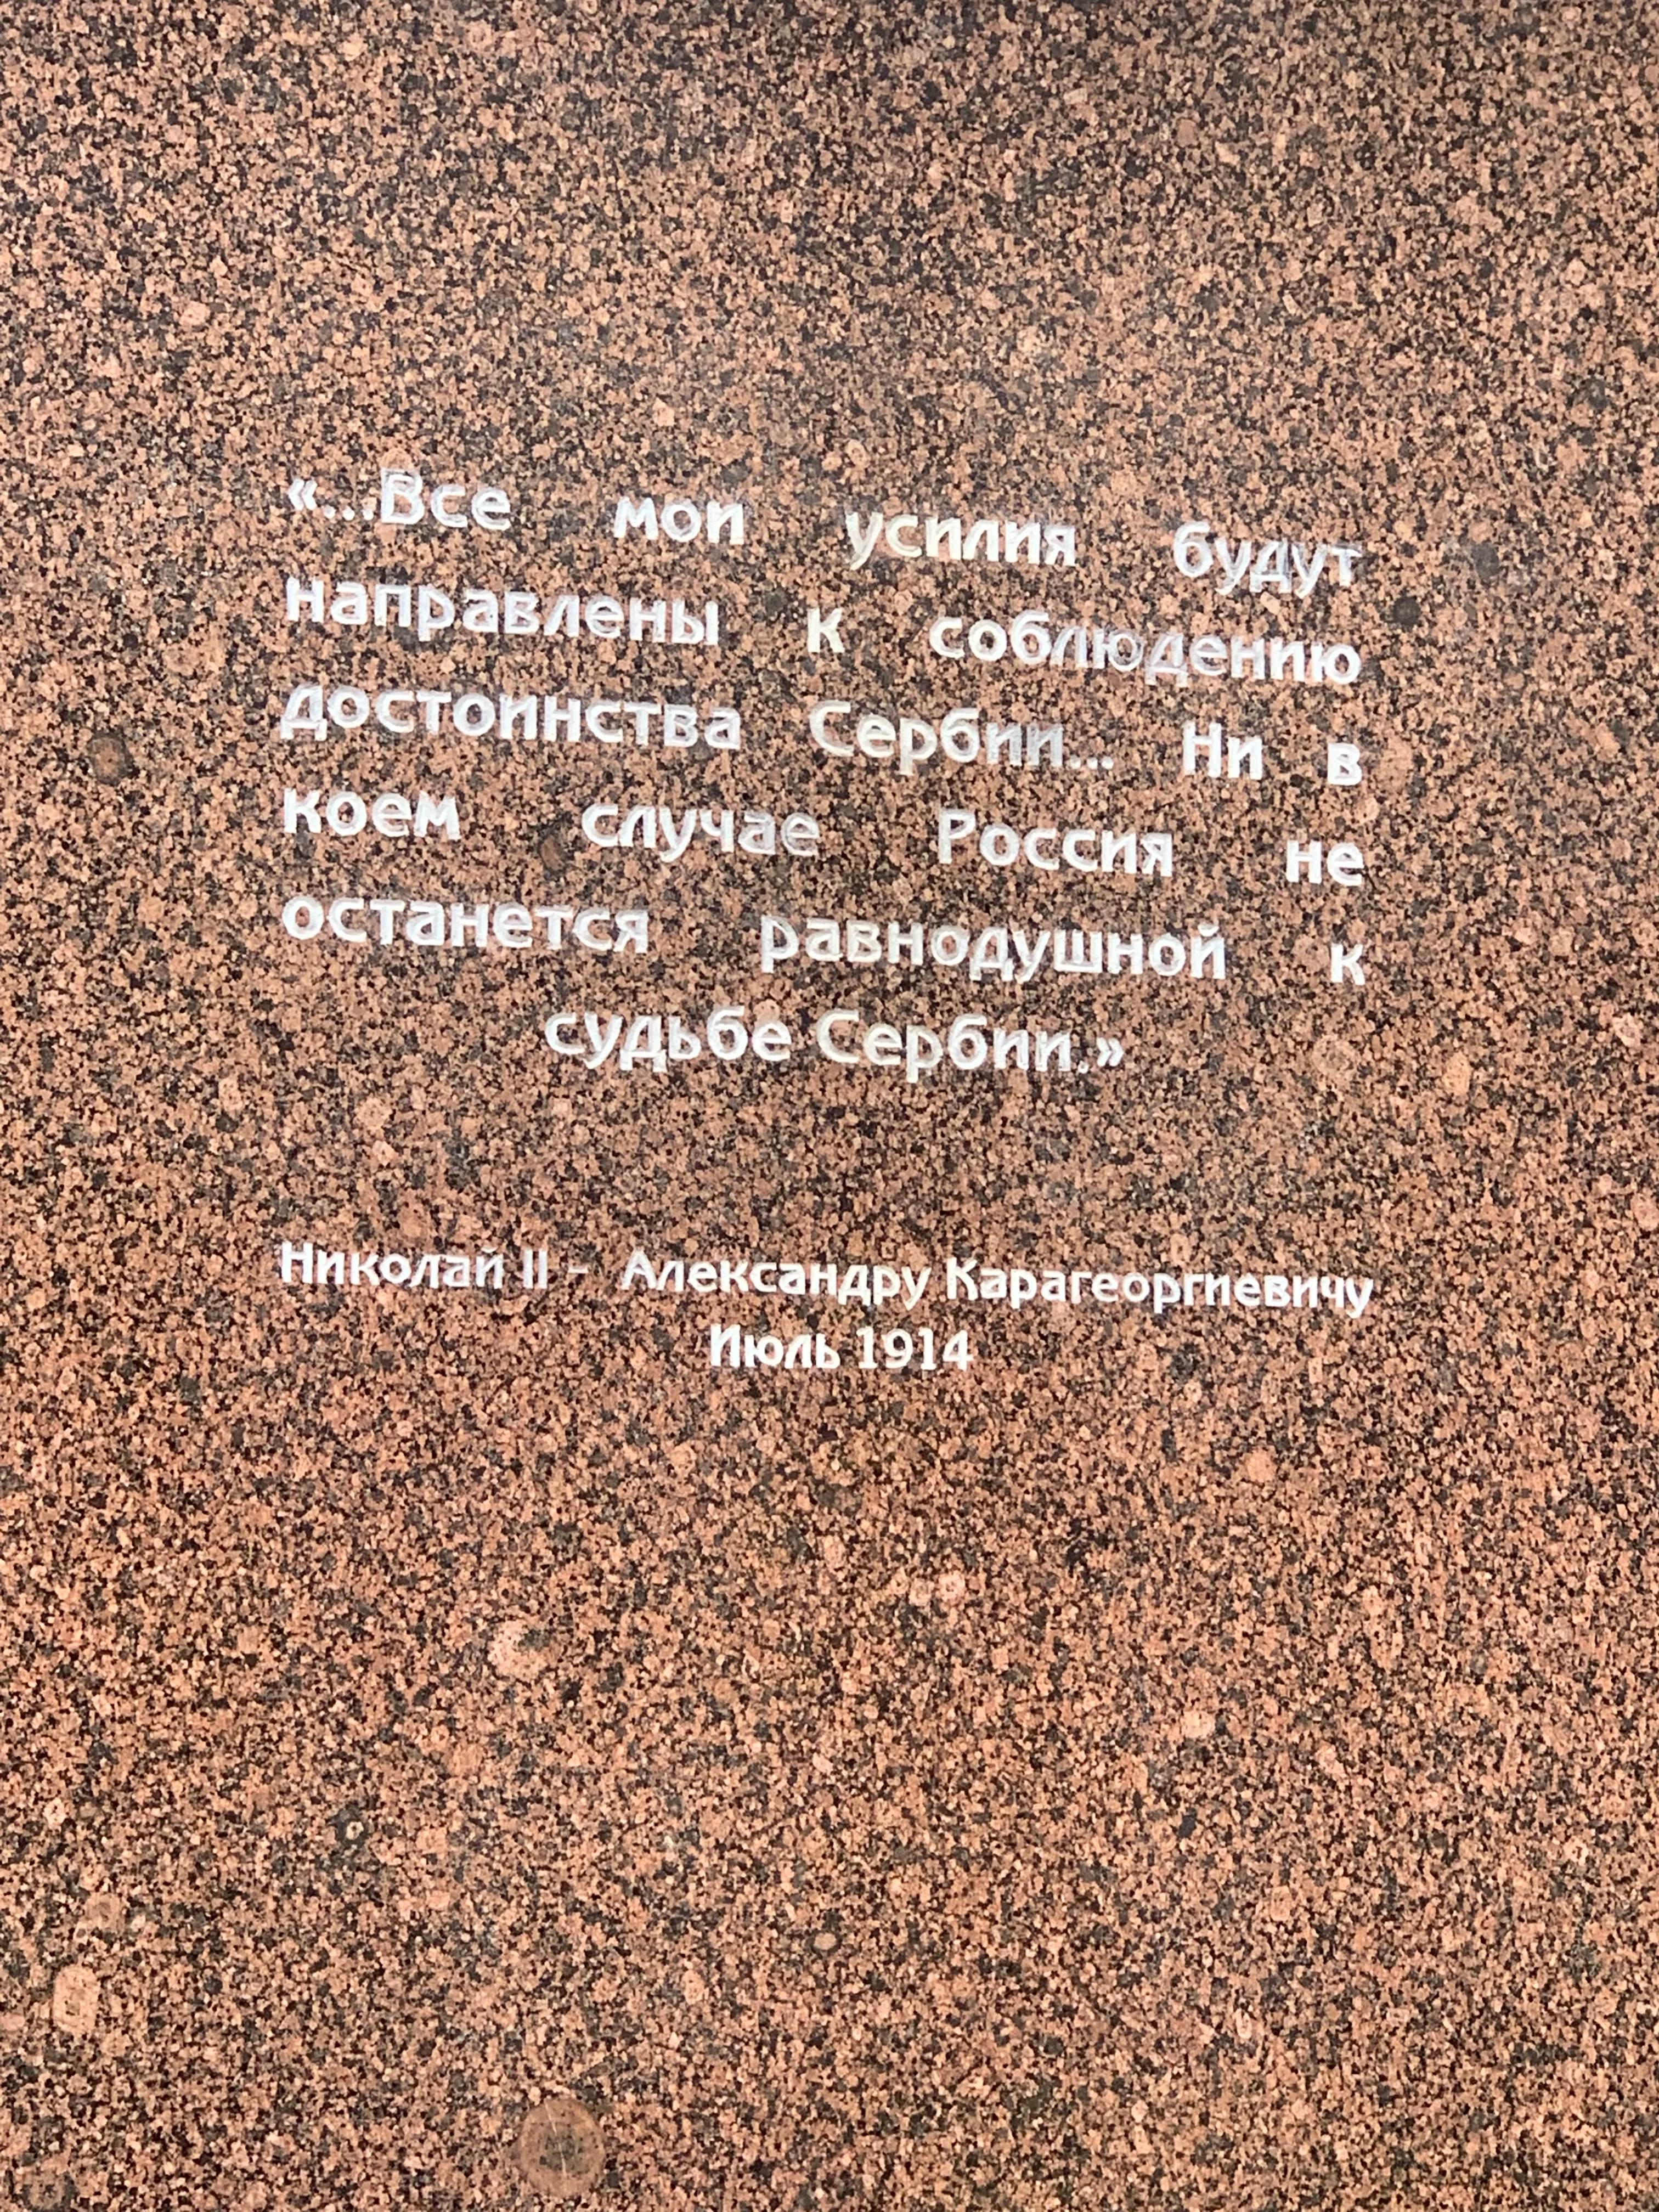 «...Все мои усилия будут
направлены к соблюдению
достоинства Сербии... Ни в
коем случае Россия не
останется равнодушной к
судьбе Сербии.»
Николай II - Александру Карагеоргиевичу
Июль 1914